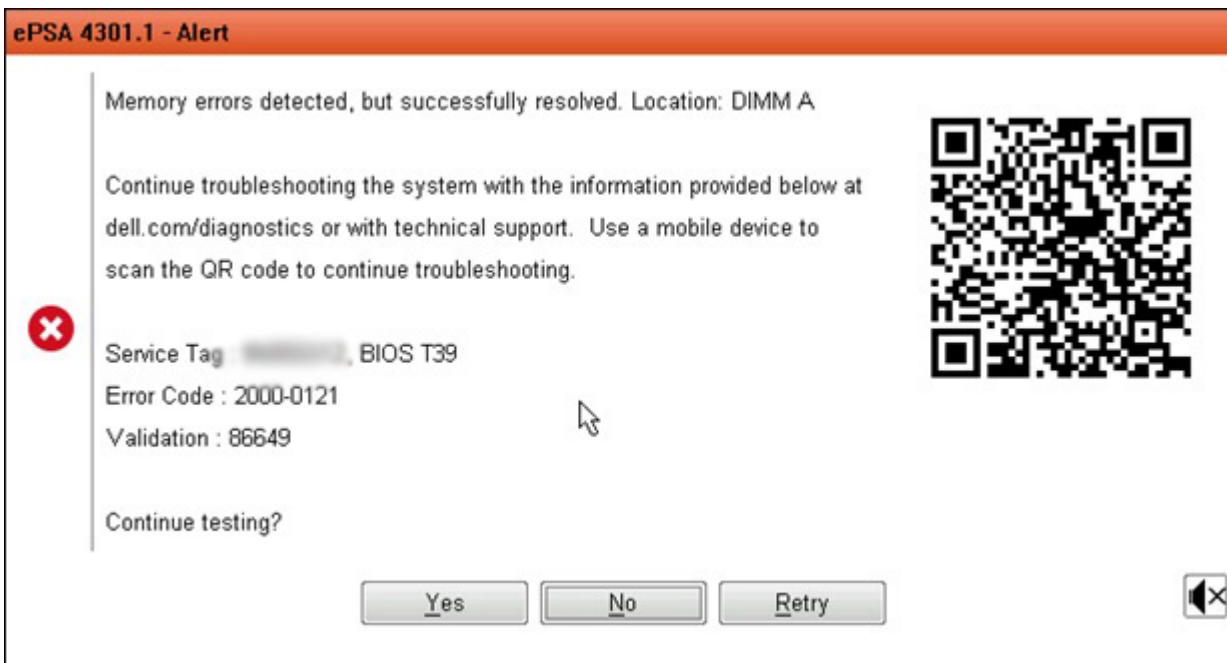 ePSA 4301.1 - Alert
Memory errors detected, but successfully resolved. Location: DIMM A
Continue troubleshooting the system with the information provided below at
dell.com/diagnostics or with technical support. Use a mobile device to
scan the QR code to continue troubleshooting.
Service Tag : , BIOS T39
Error Code : 2000-0121
Validation : 86649
Continue testing?
Yes
No
Retry